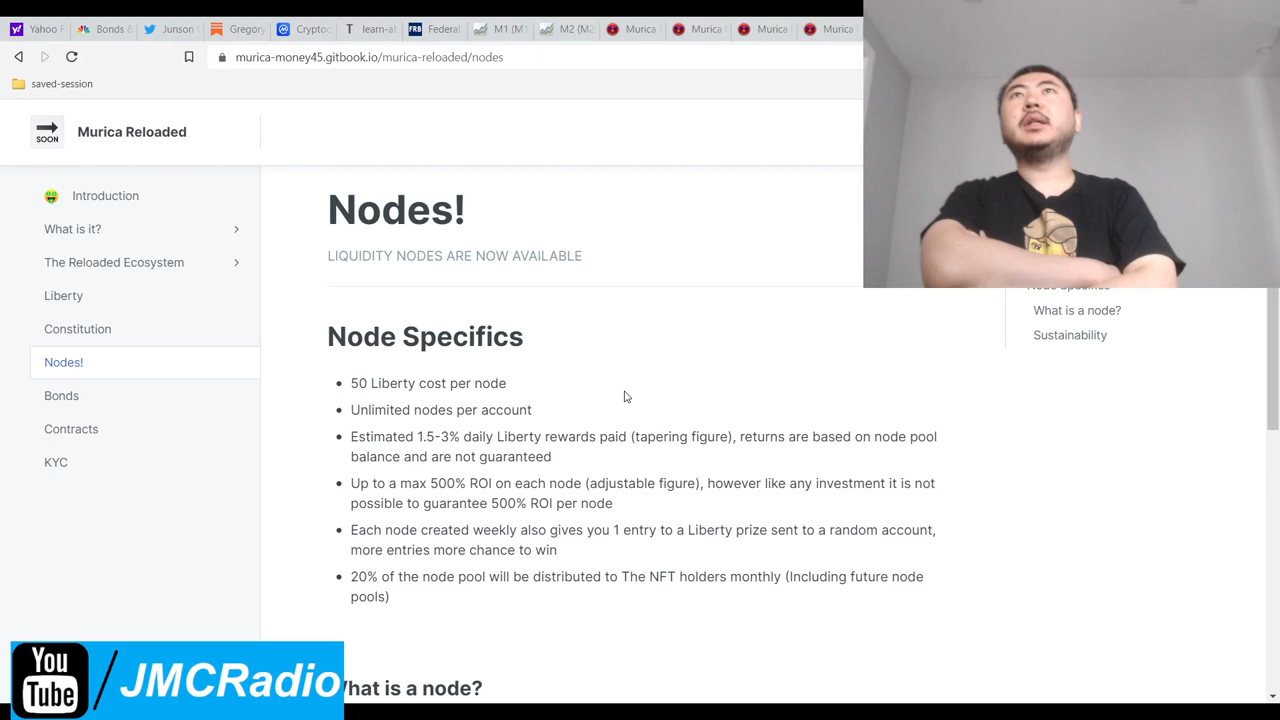 Yahoo F
Bonds &
Junson
Gregory
Crypto
learn-a
FRB
Federal
M1 (M1
M2 (M2
Murica
Murica
Murica
Murica
murica-money45.gitbook.io/murica-reloaded/nodes
saved-session
SOON
Murica Reloaded
Introduction
What is it?
The Reloaded Ecosystem
Liberty
Constitution
Nodes!
Bonds
Contracts
KYC
Nodes!
LIQUIDITY NODES ARE NOW AVAILABLE
Node Specifics
50 Liberty cost per node
Unlimited nodes per account
Estimated 1.5-3% daily Liberty rewards paid (tapering figure), returns are based on node pool
balance and are not guaranteed
Up to a max 500% ROI on each node (adjustable figure), however like any investment it is not
possible to guarantee 500% ROI per node
Each node created weekly also gives you 1 entry to a Liberty prize sent to a random account,
more entries more chance to win
20% of the node pool will be distributed to The NFT holders monthly (Including future node
pools)
What is a node?
Node Specifics
What is a node?
Sustainability
You
Tube
/JMCRadio